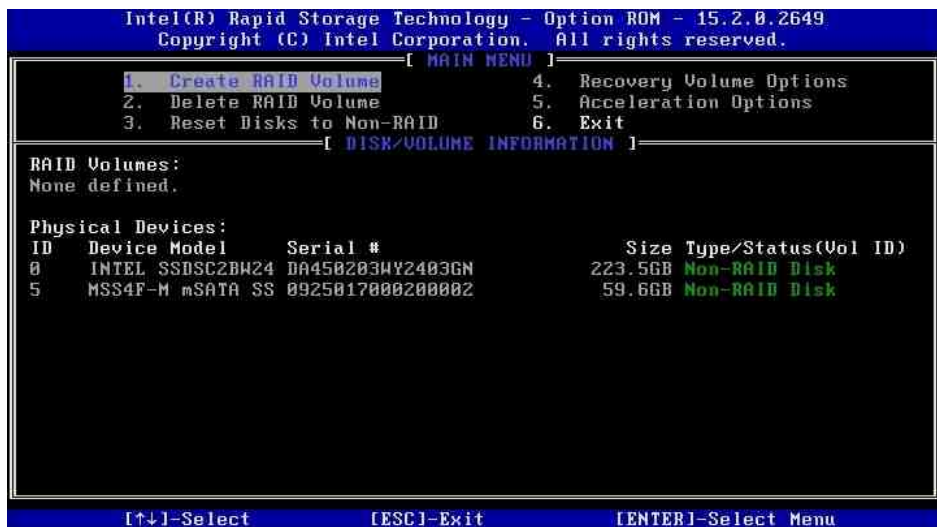 Intel(R) Rapid Storage Technology - Option ROM - 15.2.0.2649
Copyright (C) Intel Corporation. All rights reserved.
[ MAIN MENU ]
1. Create RAID Volume 4. Recovery Volume Options
2. Delete RAID Volume 5. Acceleration Options
3. Reset Disks to Non-RAID 6. Exit
[ DISK/VOLUME INFORMATION ]
RAID Volumes:
None defined.
Physical Devices:
ID Device Model Serial # Size Type/Status(Vol ID)
0 INTEL SSDSC2BW24 DA450203WY2403GN 223.5GB Non-RAID Disk
5 MSS4F-M mSATA SS 0925017000200002 59.6GB Non-RAID Disk
[↑↓]-Select [ESC]-Exit [ENTER]-Select Menu